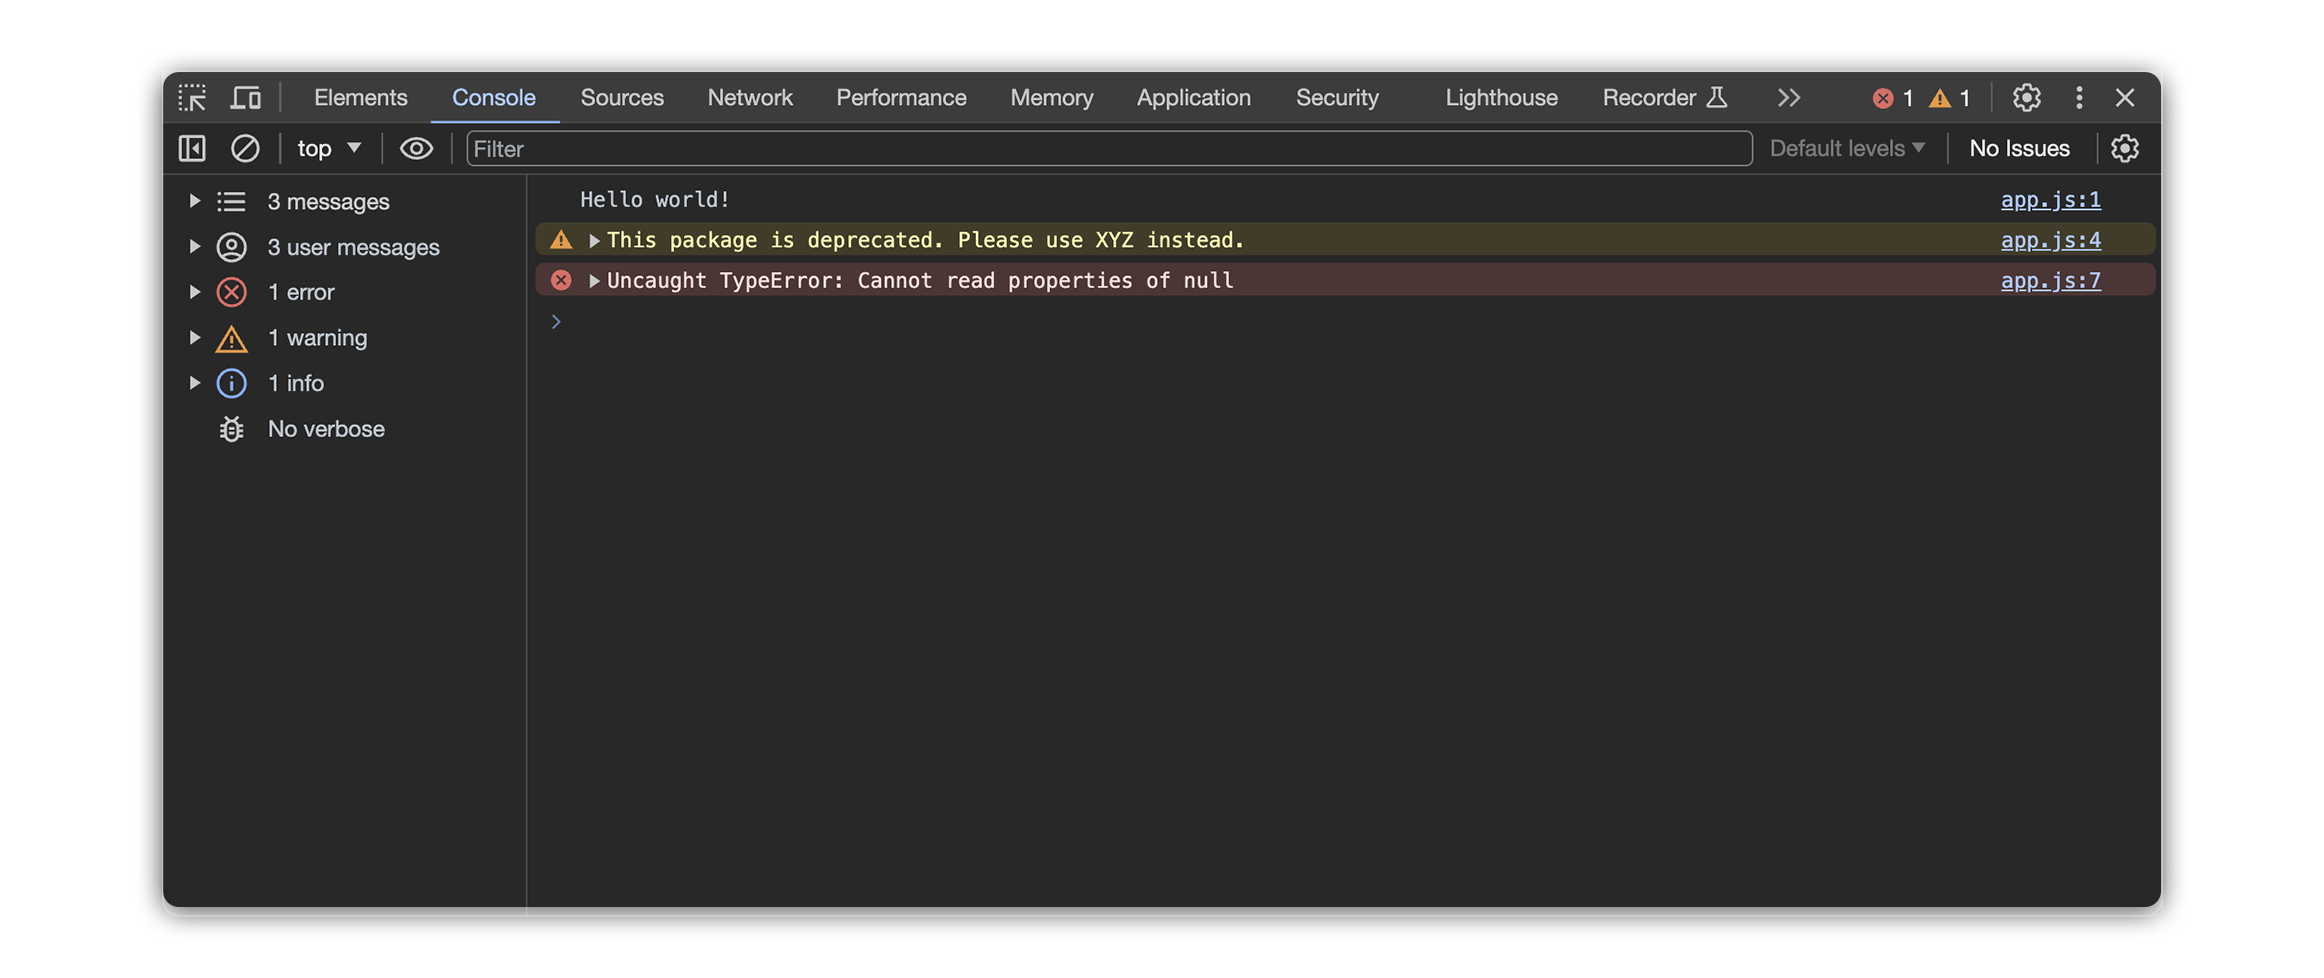 Elements Console Sources Network Performance Memory Application Security Lighthouse Recorder 1 1
top Filter Default levels No Issues
3 messages
3 user messages
1 error
1 warning
1 info
No verbose
Hello world! app.js:1
This package is deprecated. Please use XYZ instead. app.js:4
Uncaught TypeError: Cannot read properties of null app.js:7